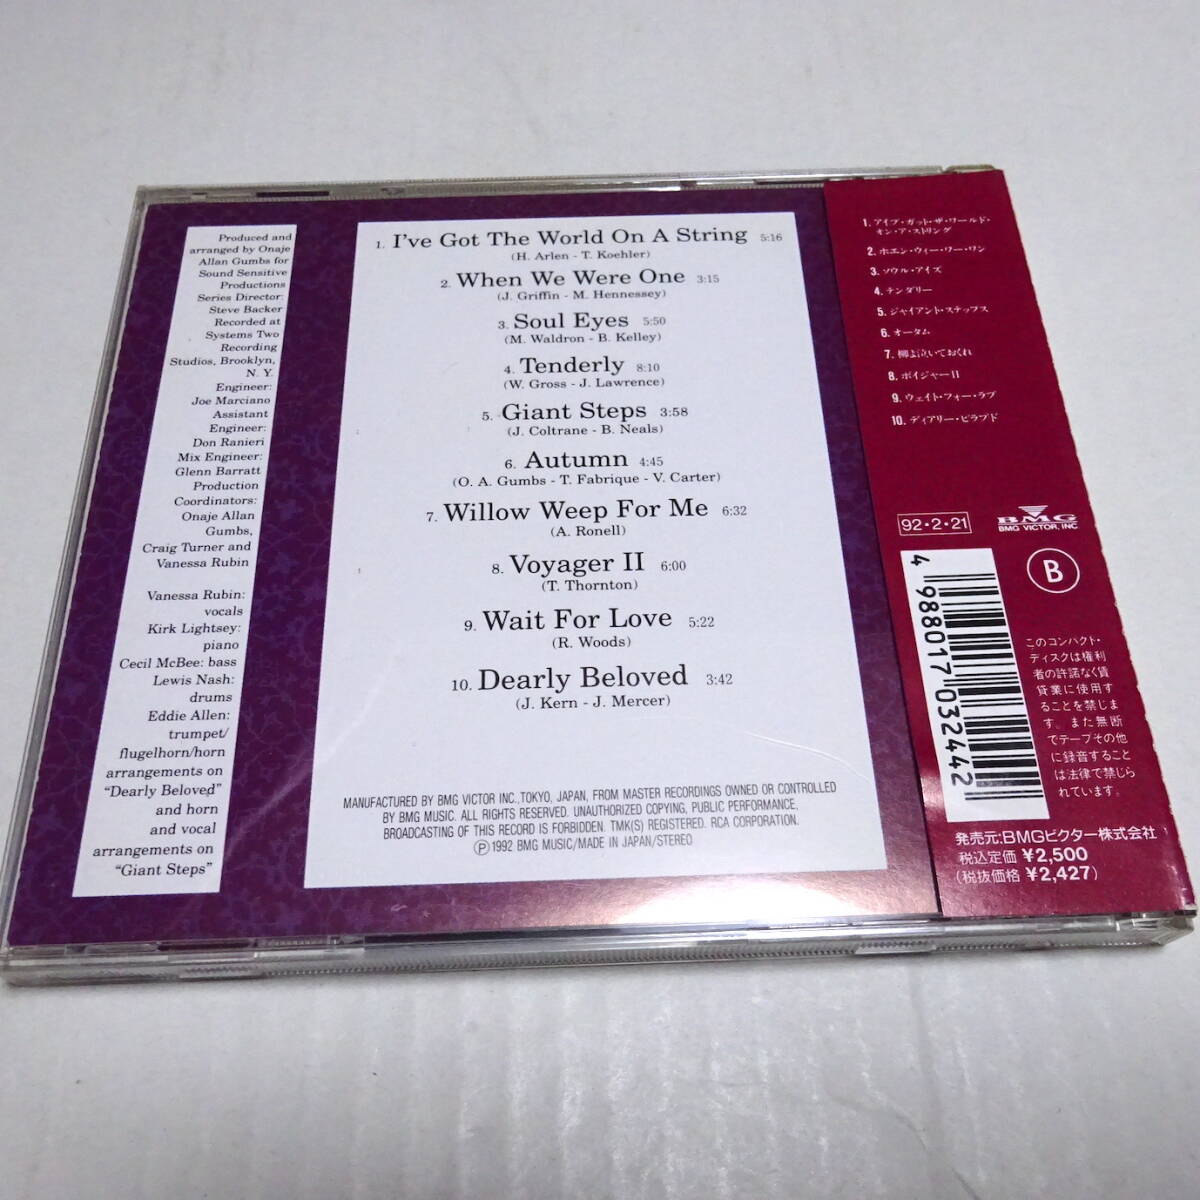 Produced and
arranged by Onaje
Allan Gumbs for
Sound Sensitive
Productions
Series Director:
Steve Backer
Recorded at
Systems Two
Recording
Studios, Brooklyn,
N. Y.
Engineer:
Joe Marciano
Assistant
Engineer:
Don Ranieri
Mix Engineer:
Glenn Barratt
Production
Coordinators:
Onaje Allan
Gumbs,
Craig Turner and
Vanessa Rubin
Vanessa Rubin:
vocals
Kirk Lightsey:
piano
Cecil McBee: bass
Lewis Nash:
drums
Eddie Allen:
trumpet/
flugelhorn/horn
arrangements on
“Dearly Beloved”
and horn
and vocal
arrangements on
“Giant Steps”
1. I've Got The World On A String 5:16
(H. Arlen - T. Koehler)
2. When We Were One 3:15
(J. Griffin - M. Hennessey)
3. Soul Eyes 5:50
(M. Waldron - B. Kelley)
4. Tenderly 8:10
(W. Gross - J. Lawrence)
5. Giant Steps 3:58
(J. Coltrane - B. Neals)
6. Autumn 4:45
(O. A. Gumbs - T. Fabrique - V. Carter)
7. Willow Weep For Me 6:32
(A. Ronell)
8. Voyager II 6:00
(T. Thornton)
9. Wait For Love 5:22
(R. Woods)
10. Dearly Beloved 3:42
(J. Kern - J. Mercer)
MANUFACTURED BY BMG VICTOR INC.,TOKYO, JAPAN, FROM MASTER RECORDINGS OWNED OR CONTROLLED
BY BMG MUSIC. ALL RIGHTS RESERVED. UNAUTHORIZED COPYING, PUBLIC PERFORMANCE,
BROADCASTING OF THIS RECORD IS FORBIDDEN. TMK(S) REGISTERED. RCA CORPORATION.
Ⓟ1992 BMG MUSIC/MADE IN JAPAN/STEREO
1. アイブ・ガット・ザ・ワールド・
オン・ア・ストリング
2. ホエン・ウィー・ワー・ワン
3. ソウル・アイズ
4. テンダリー
5. ジャイアント・ステップス
6. オータム
7. 柳よ泣いておくれ
8. ボイジャーII
9. ウェイト・フォー・ラブ
10. ディアリー・ビラブド
92・2・21
BMG
BMG VICTOR, INC
B
4 988017 032442
このコンパクト・
ディスクは権利
者の許諾なく賃
貸業に使用す
ることを禁じま
す。また無断
でテープその他
に録音すること
は法律で禁じら
れています。
発売元:BMGビクター株式会社
税込定価 ¥2,500
(税抜価格 ¥2,427)